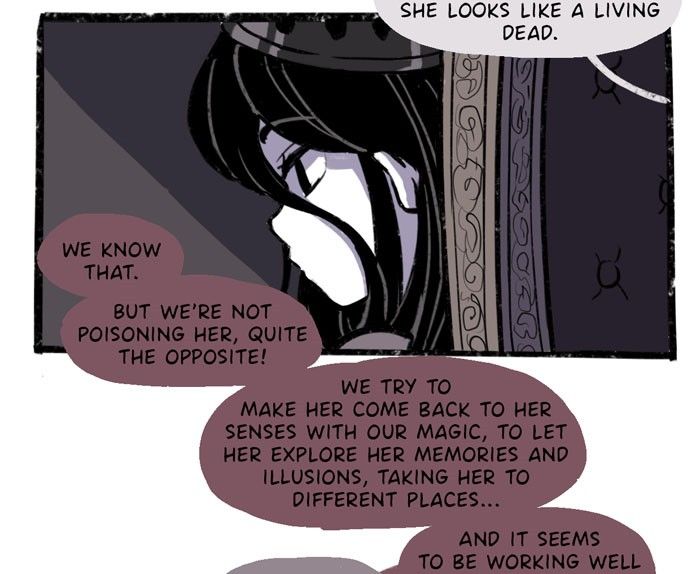 SHE LOOKS LIKE A LIVING
DEAD.
WE KNOW
THAT.
BUT WE'RE NOT
POISONING HER, QUITE
THE OPPOSITE!
WE TRY TO
MAKE HER COME BACK TO HER
SENSES WITH OUR MAGIC, TO LET
HER EXPLORE HER MEMORIES AND
ILLUSIONS, TAKING HER TO
DIFFERENT PLACES...
AND IT SEEMS
TO BE WORKING WELL